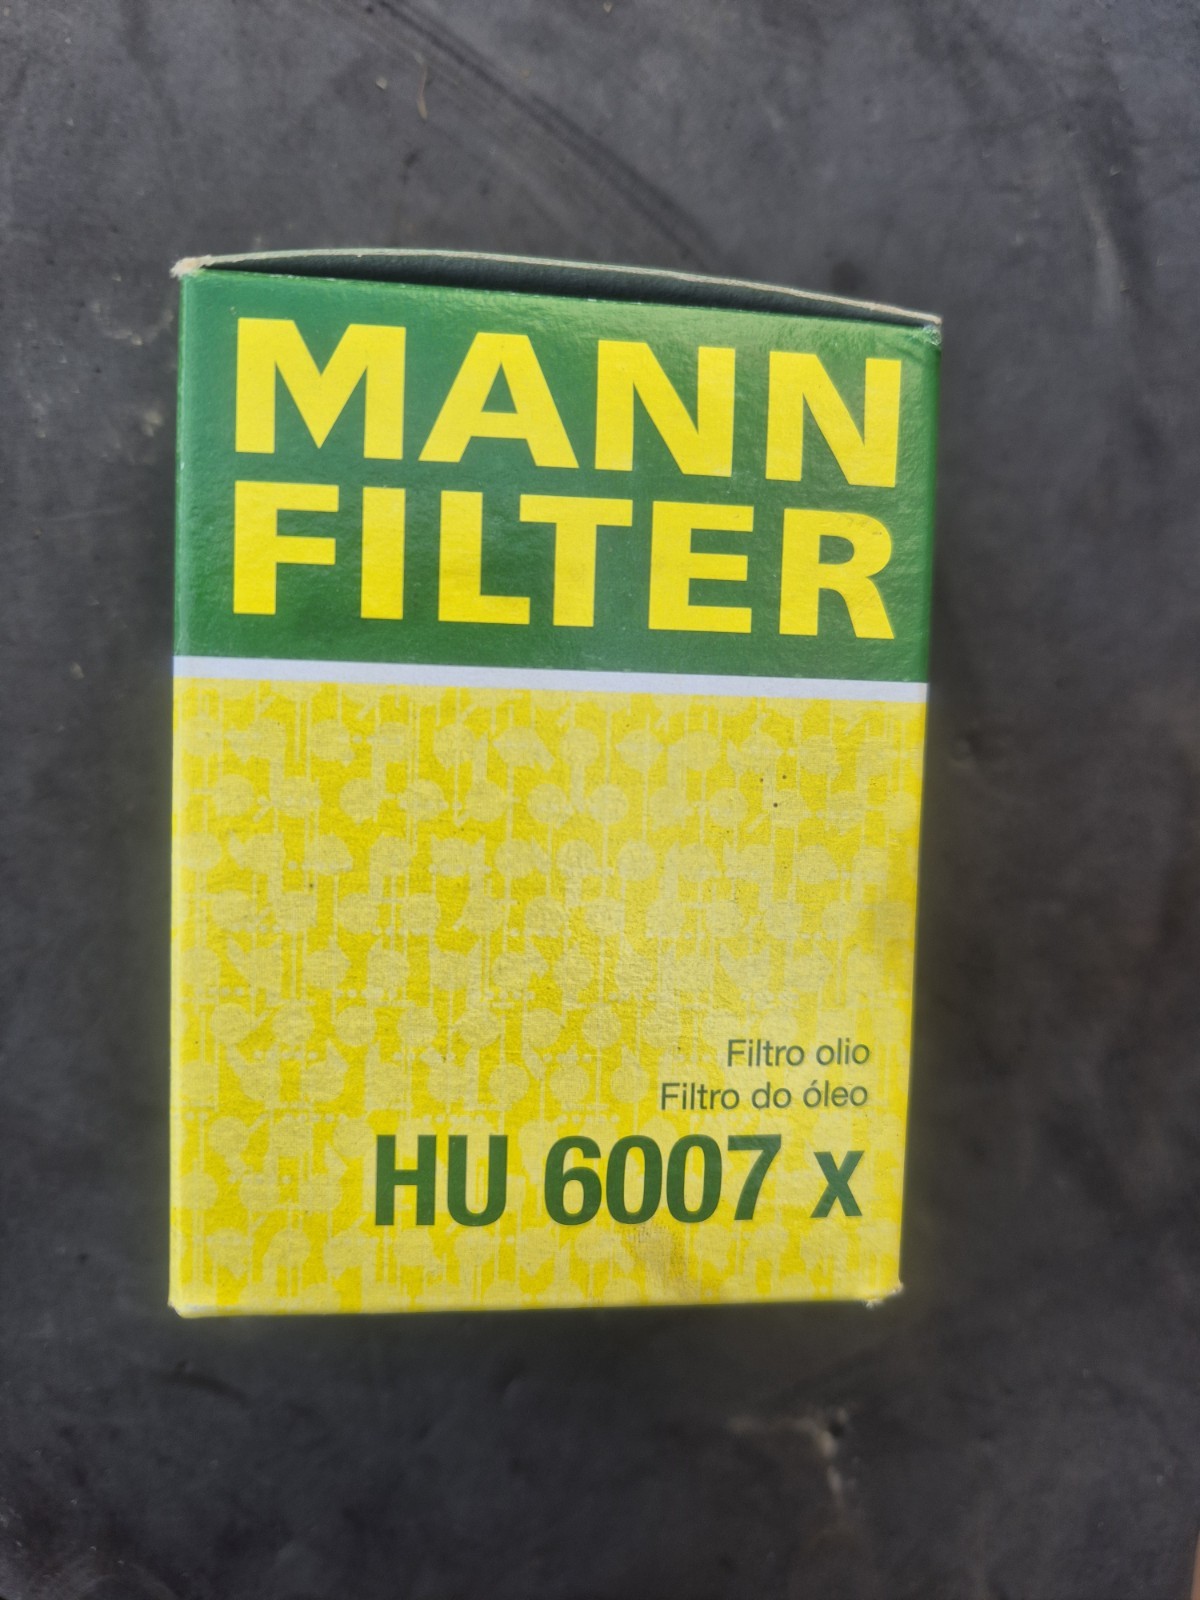 MANN
FILTER
Filtro olio
Filtro do óleo
HU 6007 x